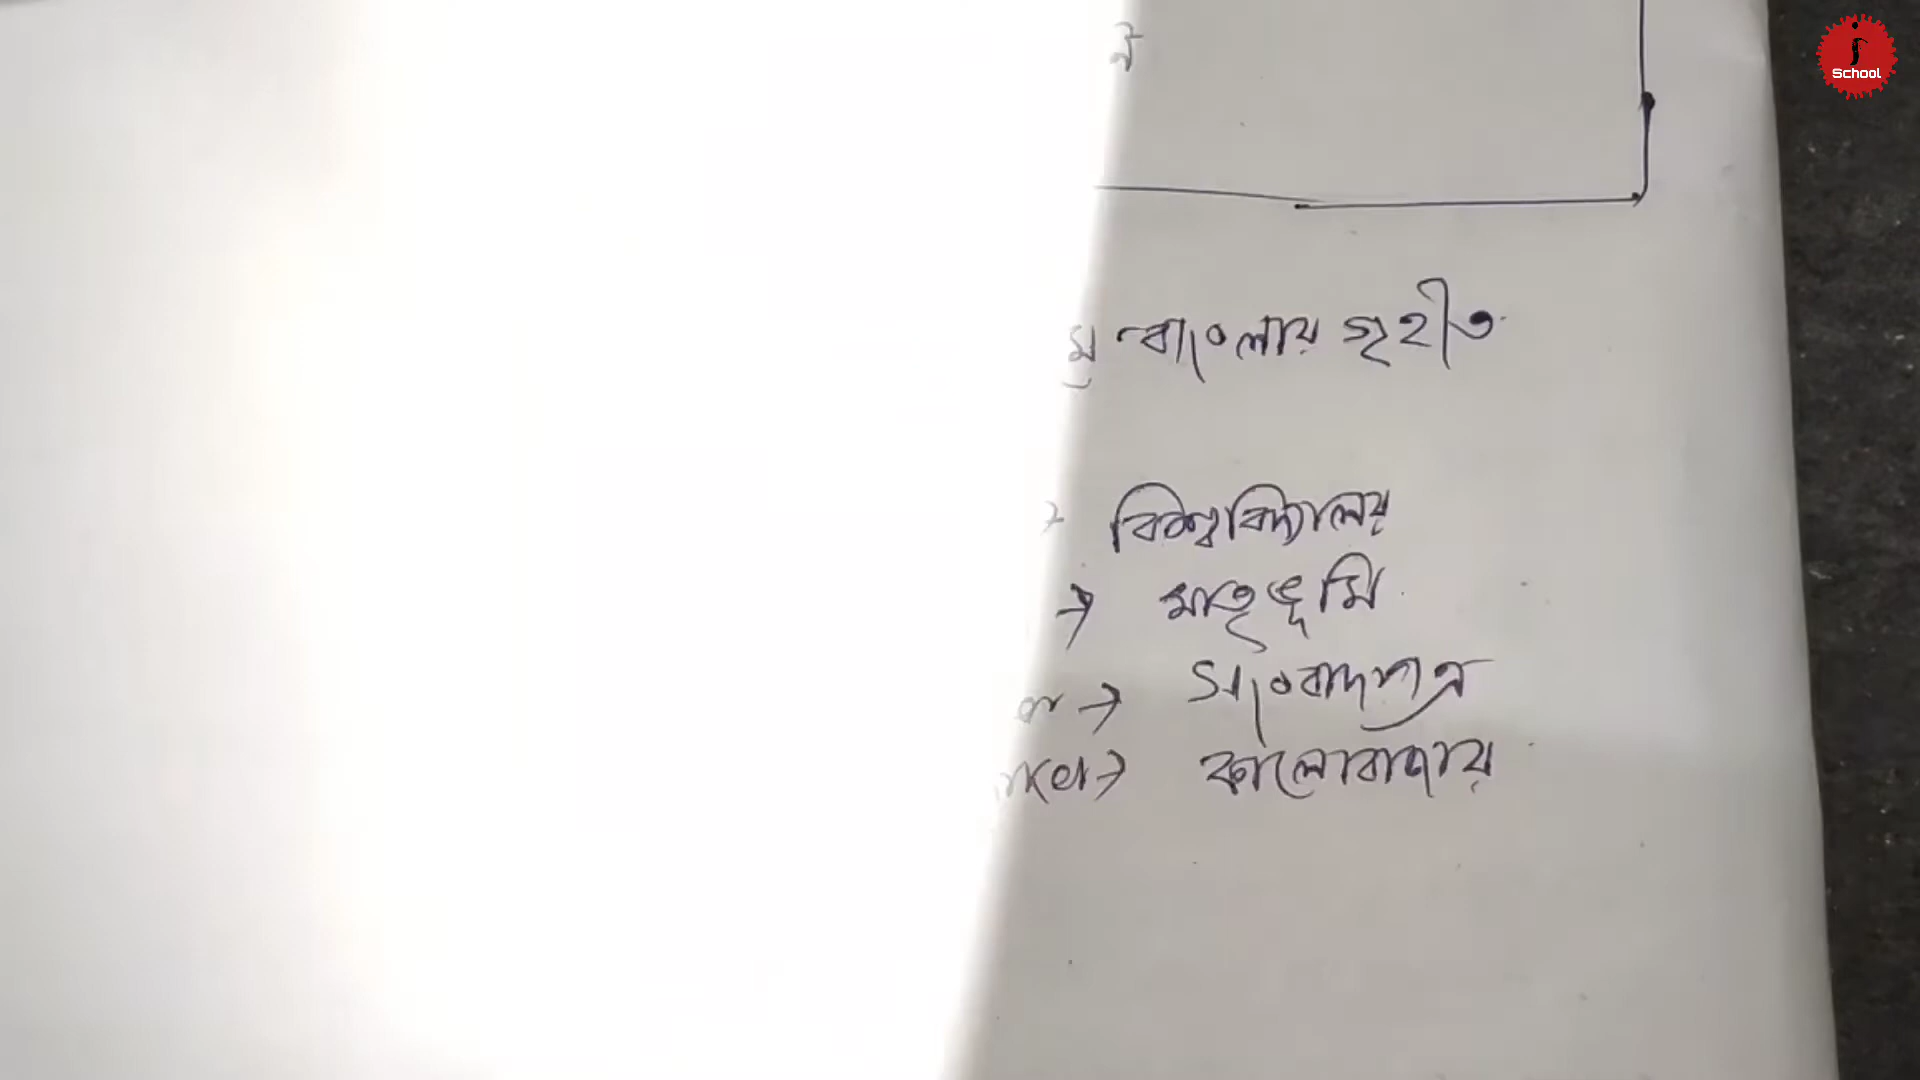 School
বাংলায় গৃহীত
বিশ্ববিদ্যালয়
→ মাতৃভূমি
→ সংবাদপত্র
→ কালোবাজার